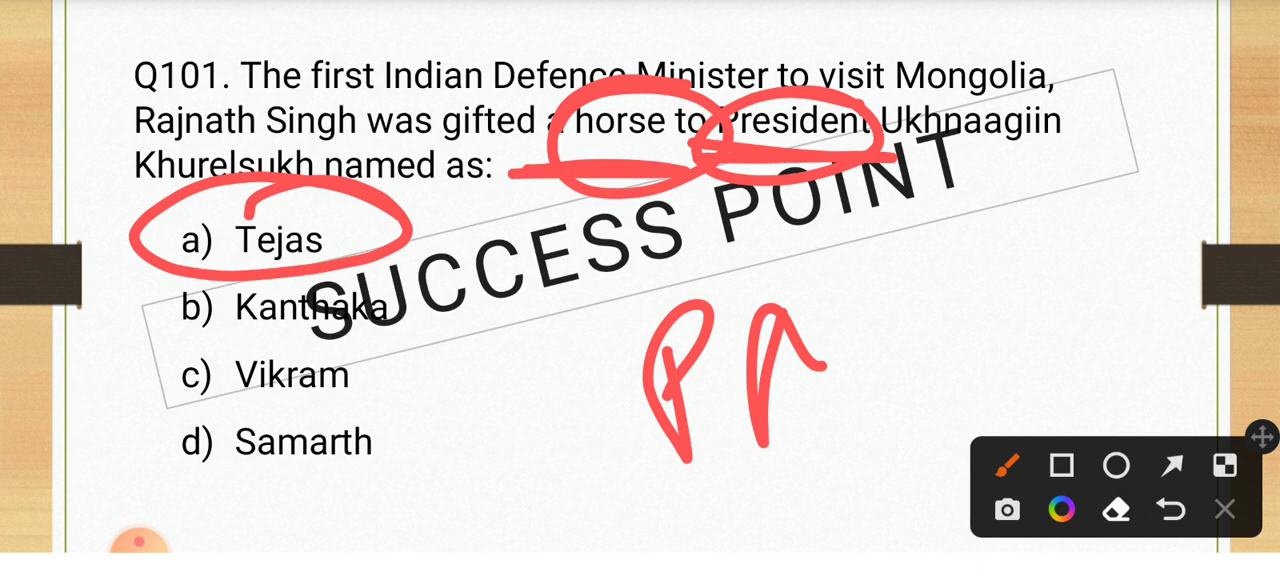 Q101. The first Indian Defence Minister to visit Mongolia,
Rajnath Singh was gifted a horse to President Ukhnaagiin
Khurelsukh named as:
a) Tejas
b) Kanthaka
c) Vikram
d) Samarth
SUCCESS POINT